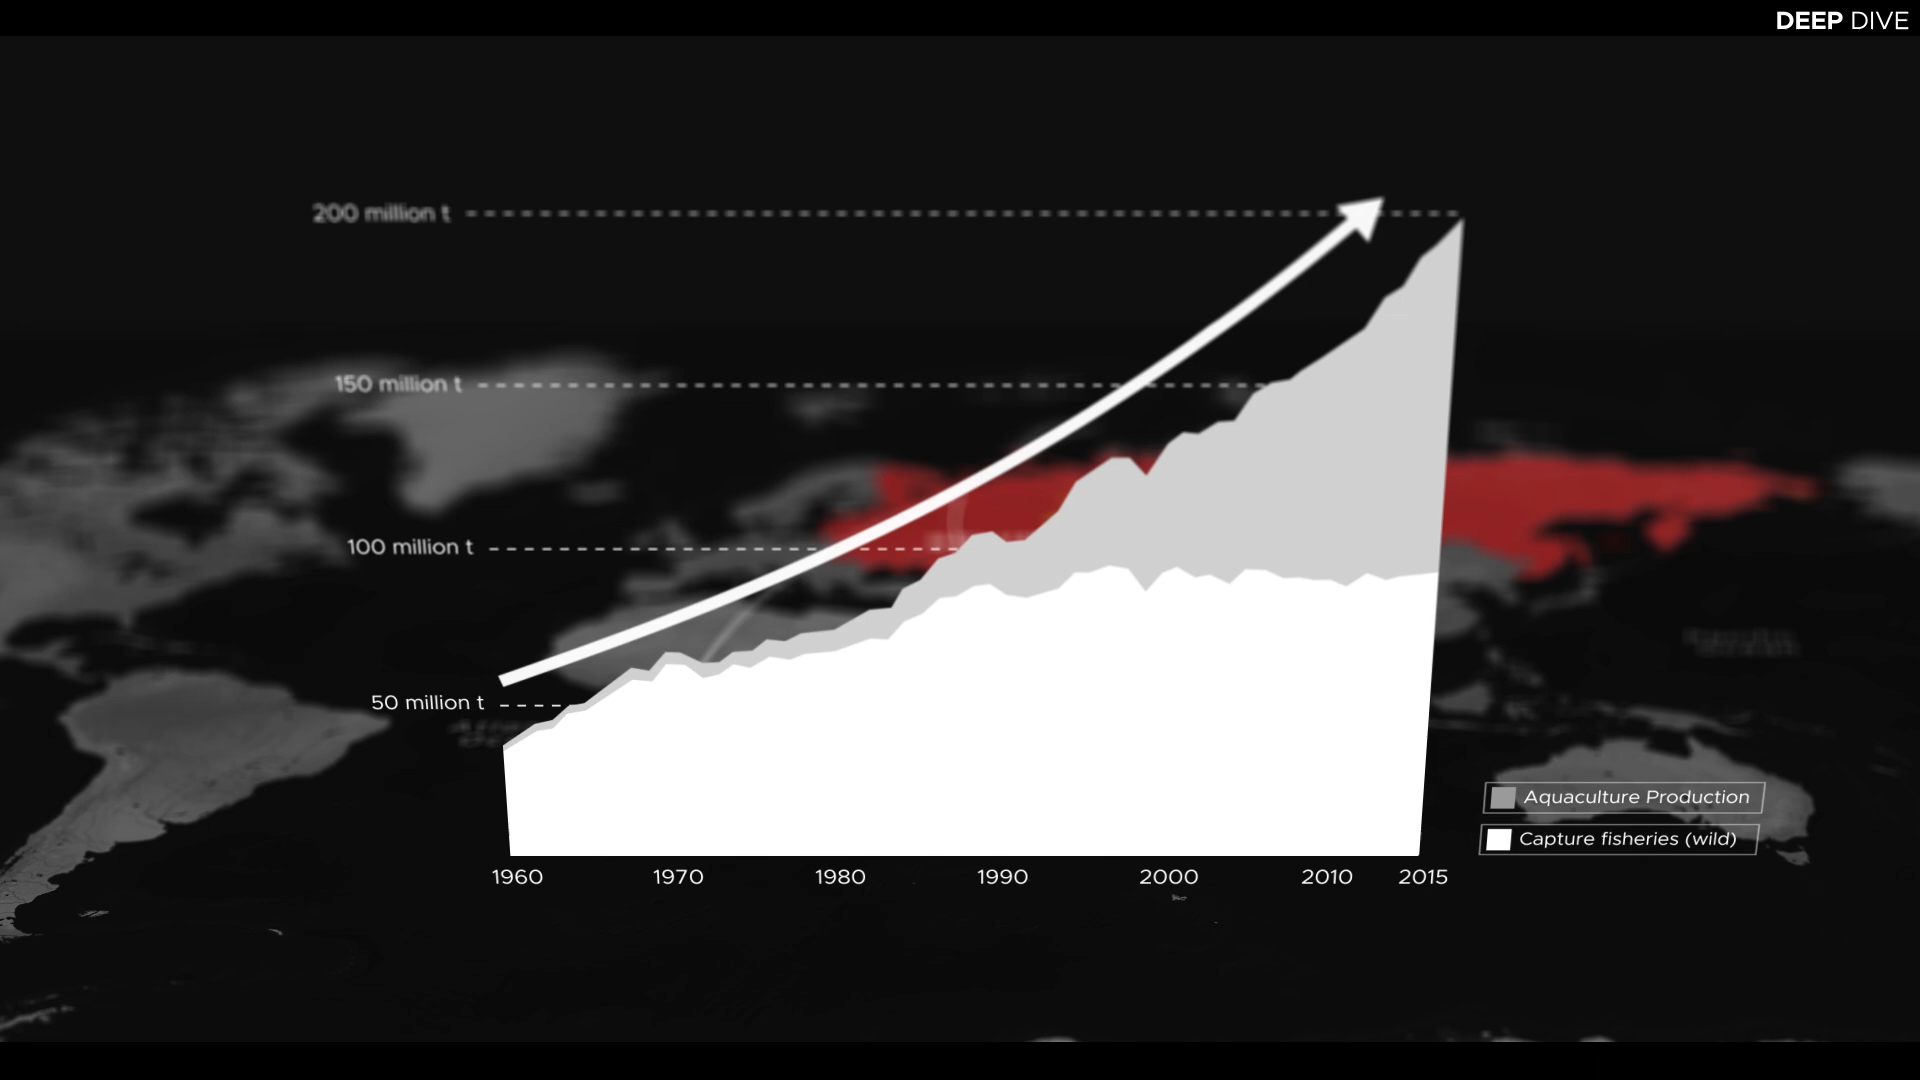 DEEP DIVE
200 million t
150 million t
100 million t
50 million t
1960 1970 1980 1990 2000 2010 2015
Aquaculture Production
Capture fisheries (wild)